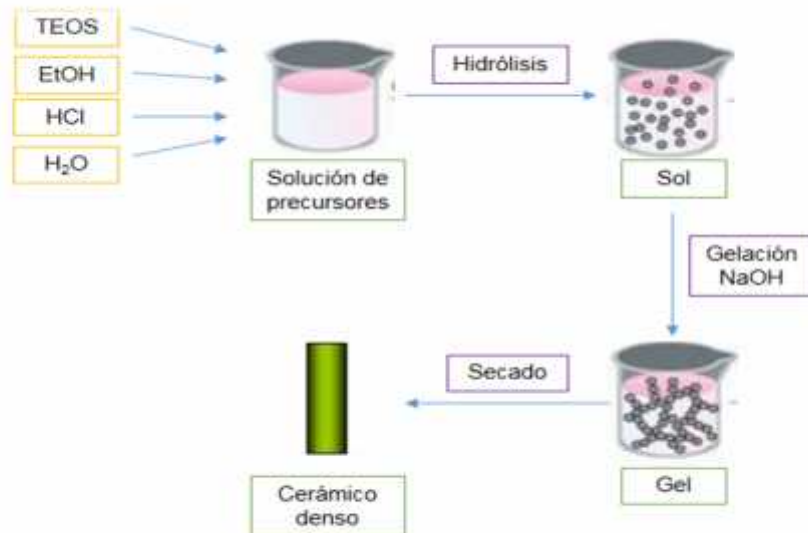 TEOS
EtOH
HCl
H₂O
Solución de
precursores
Hidrólisis
Sol
Gelación
NaOH
Gel
Secado
Cerámico
denso